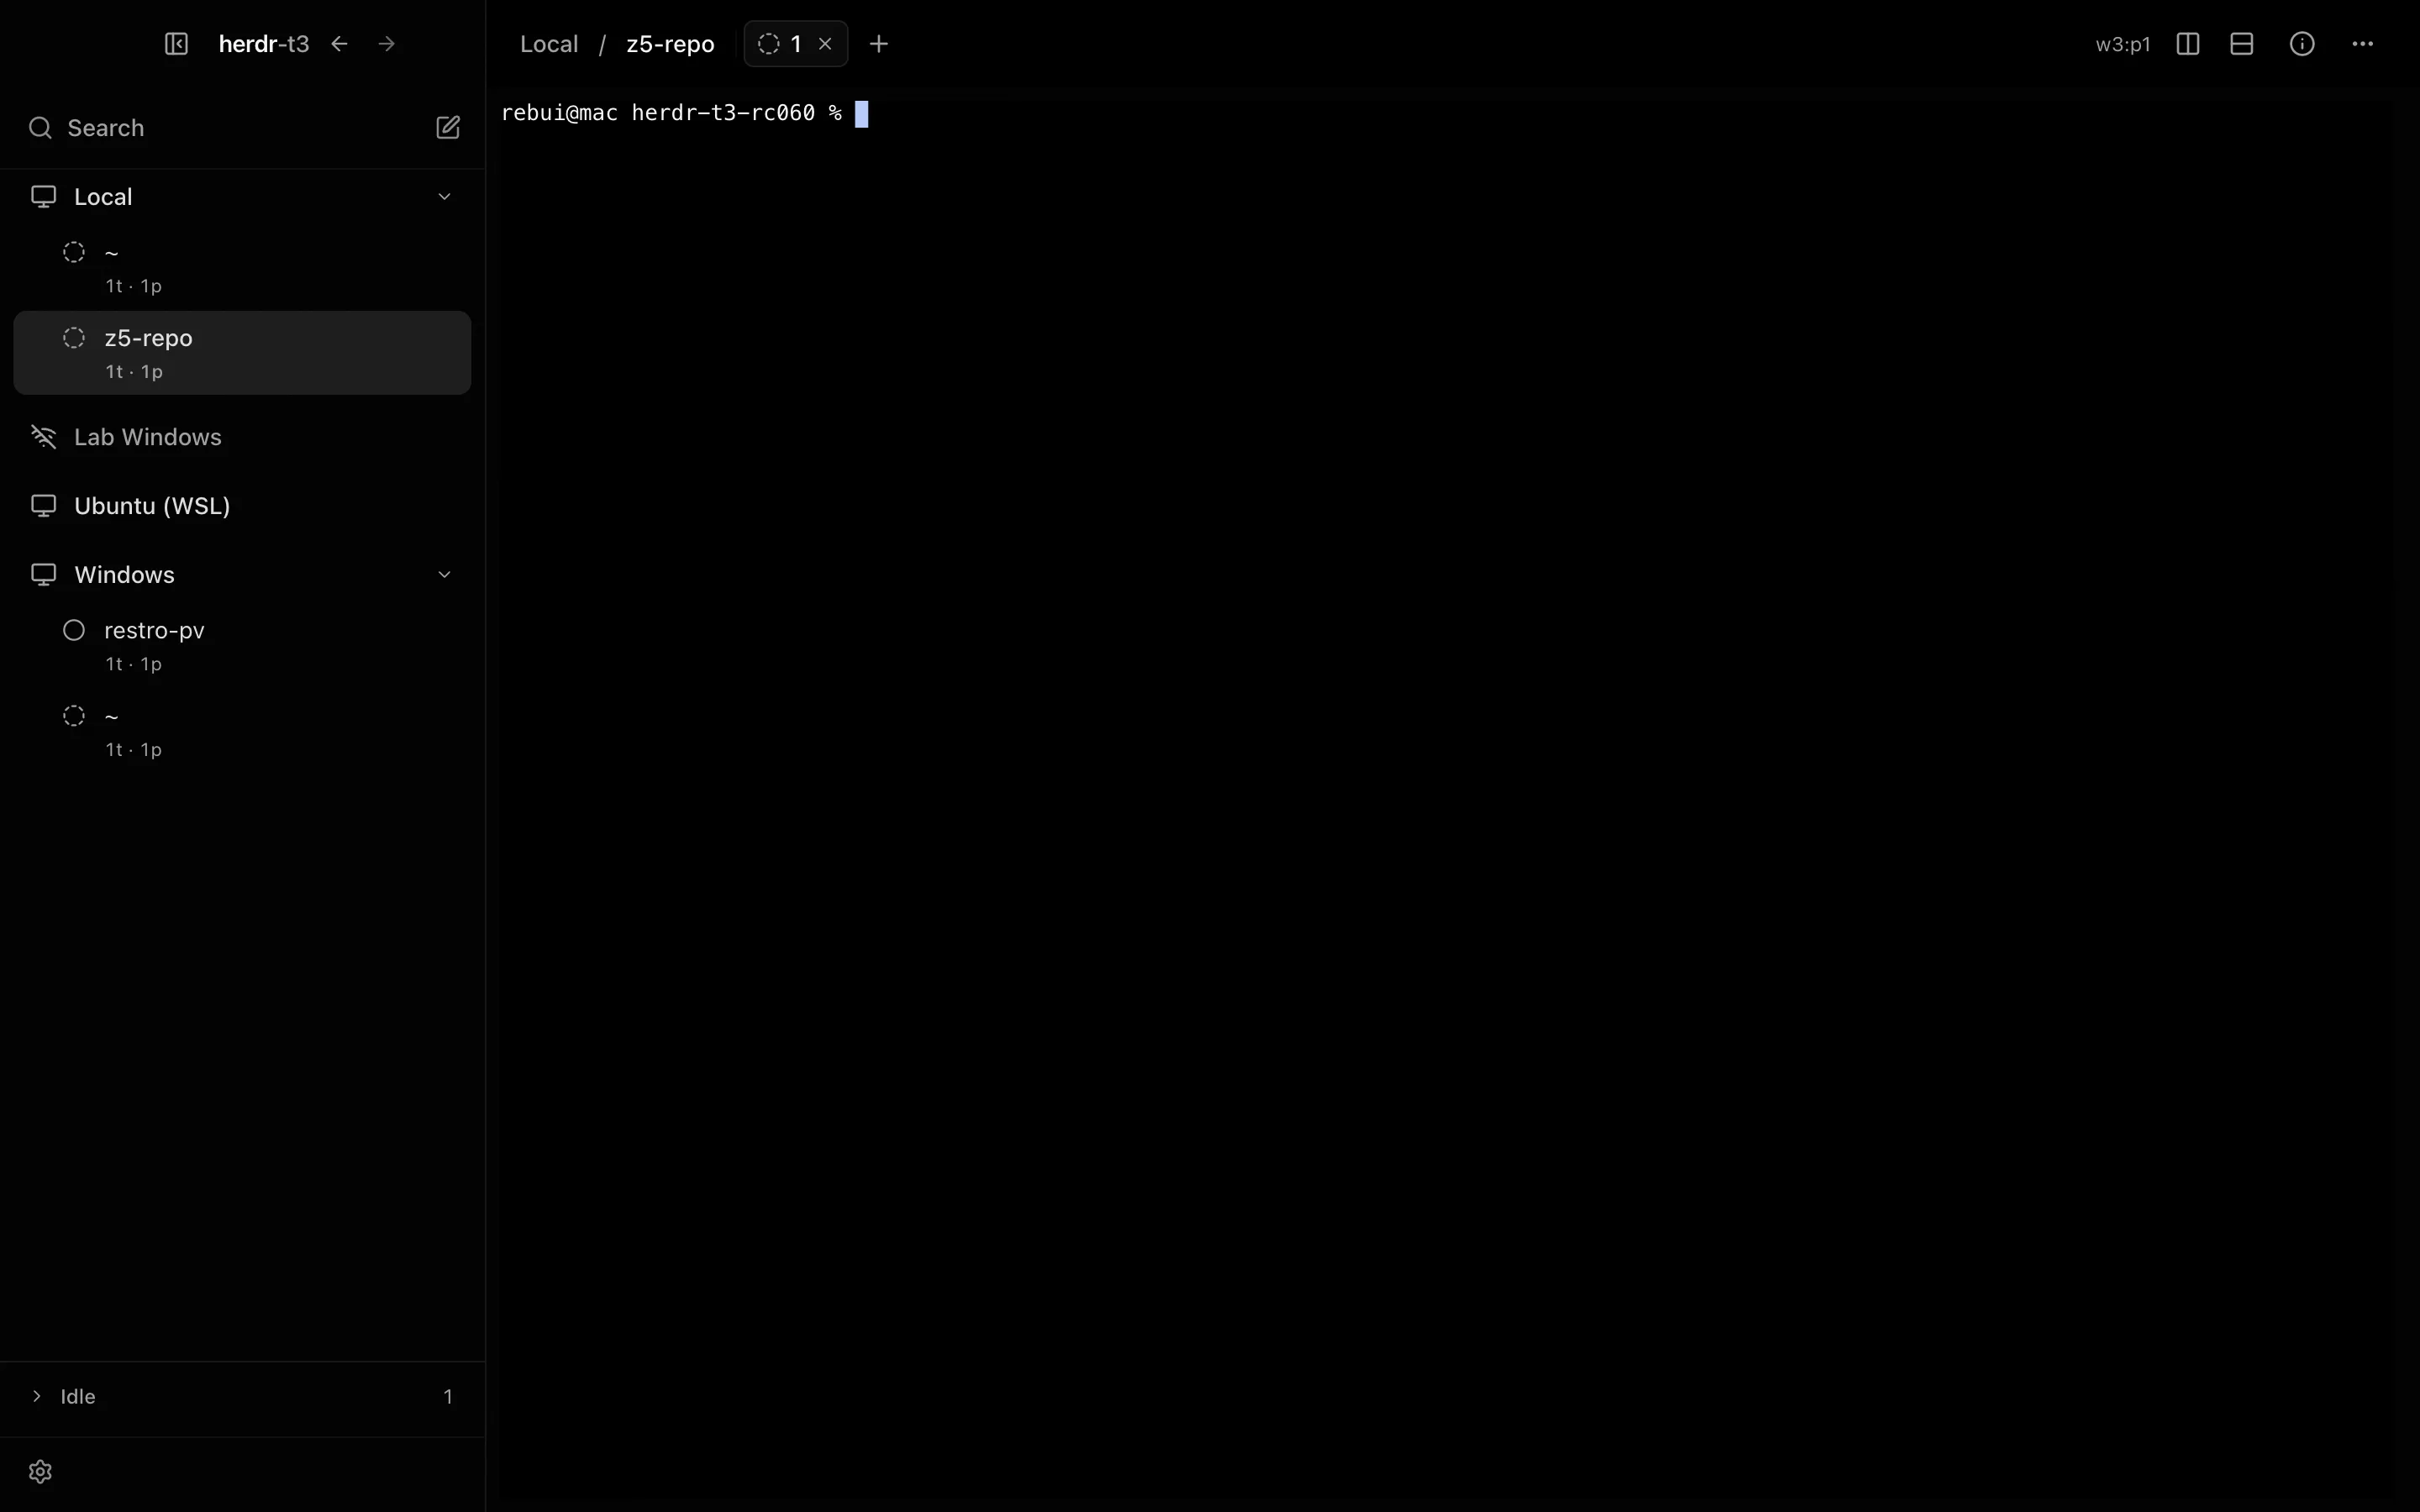 herdr-t3
Search
Local
~
1t · 1p
z5-repo
1t · 1p
Lab Windows
Ubuntu (WSL)
Windows
restro-pv
1t · 1p
~
1t · 1p
Idle 1
Local / z5-repo 1
w3:p1
rebui@mac herdr-t3-rc060 %